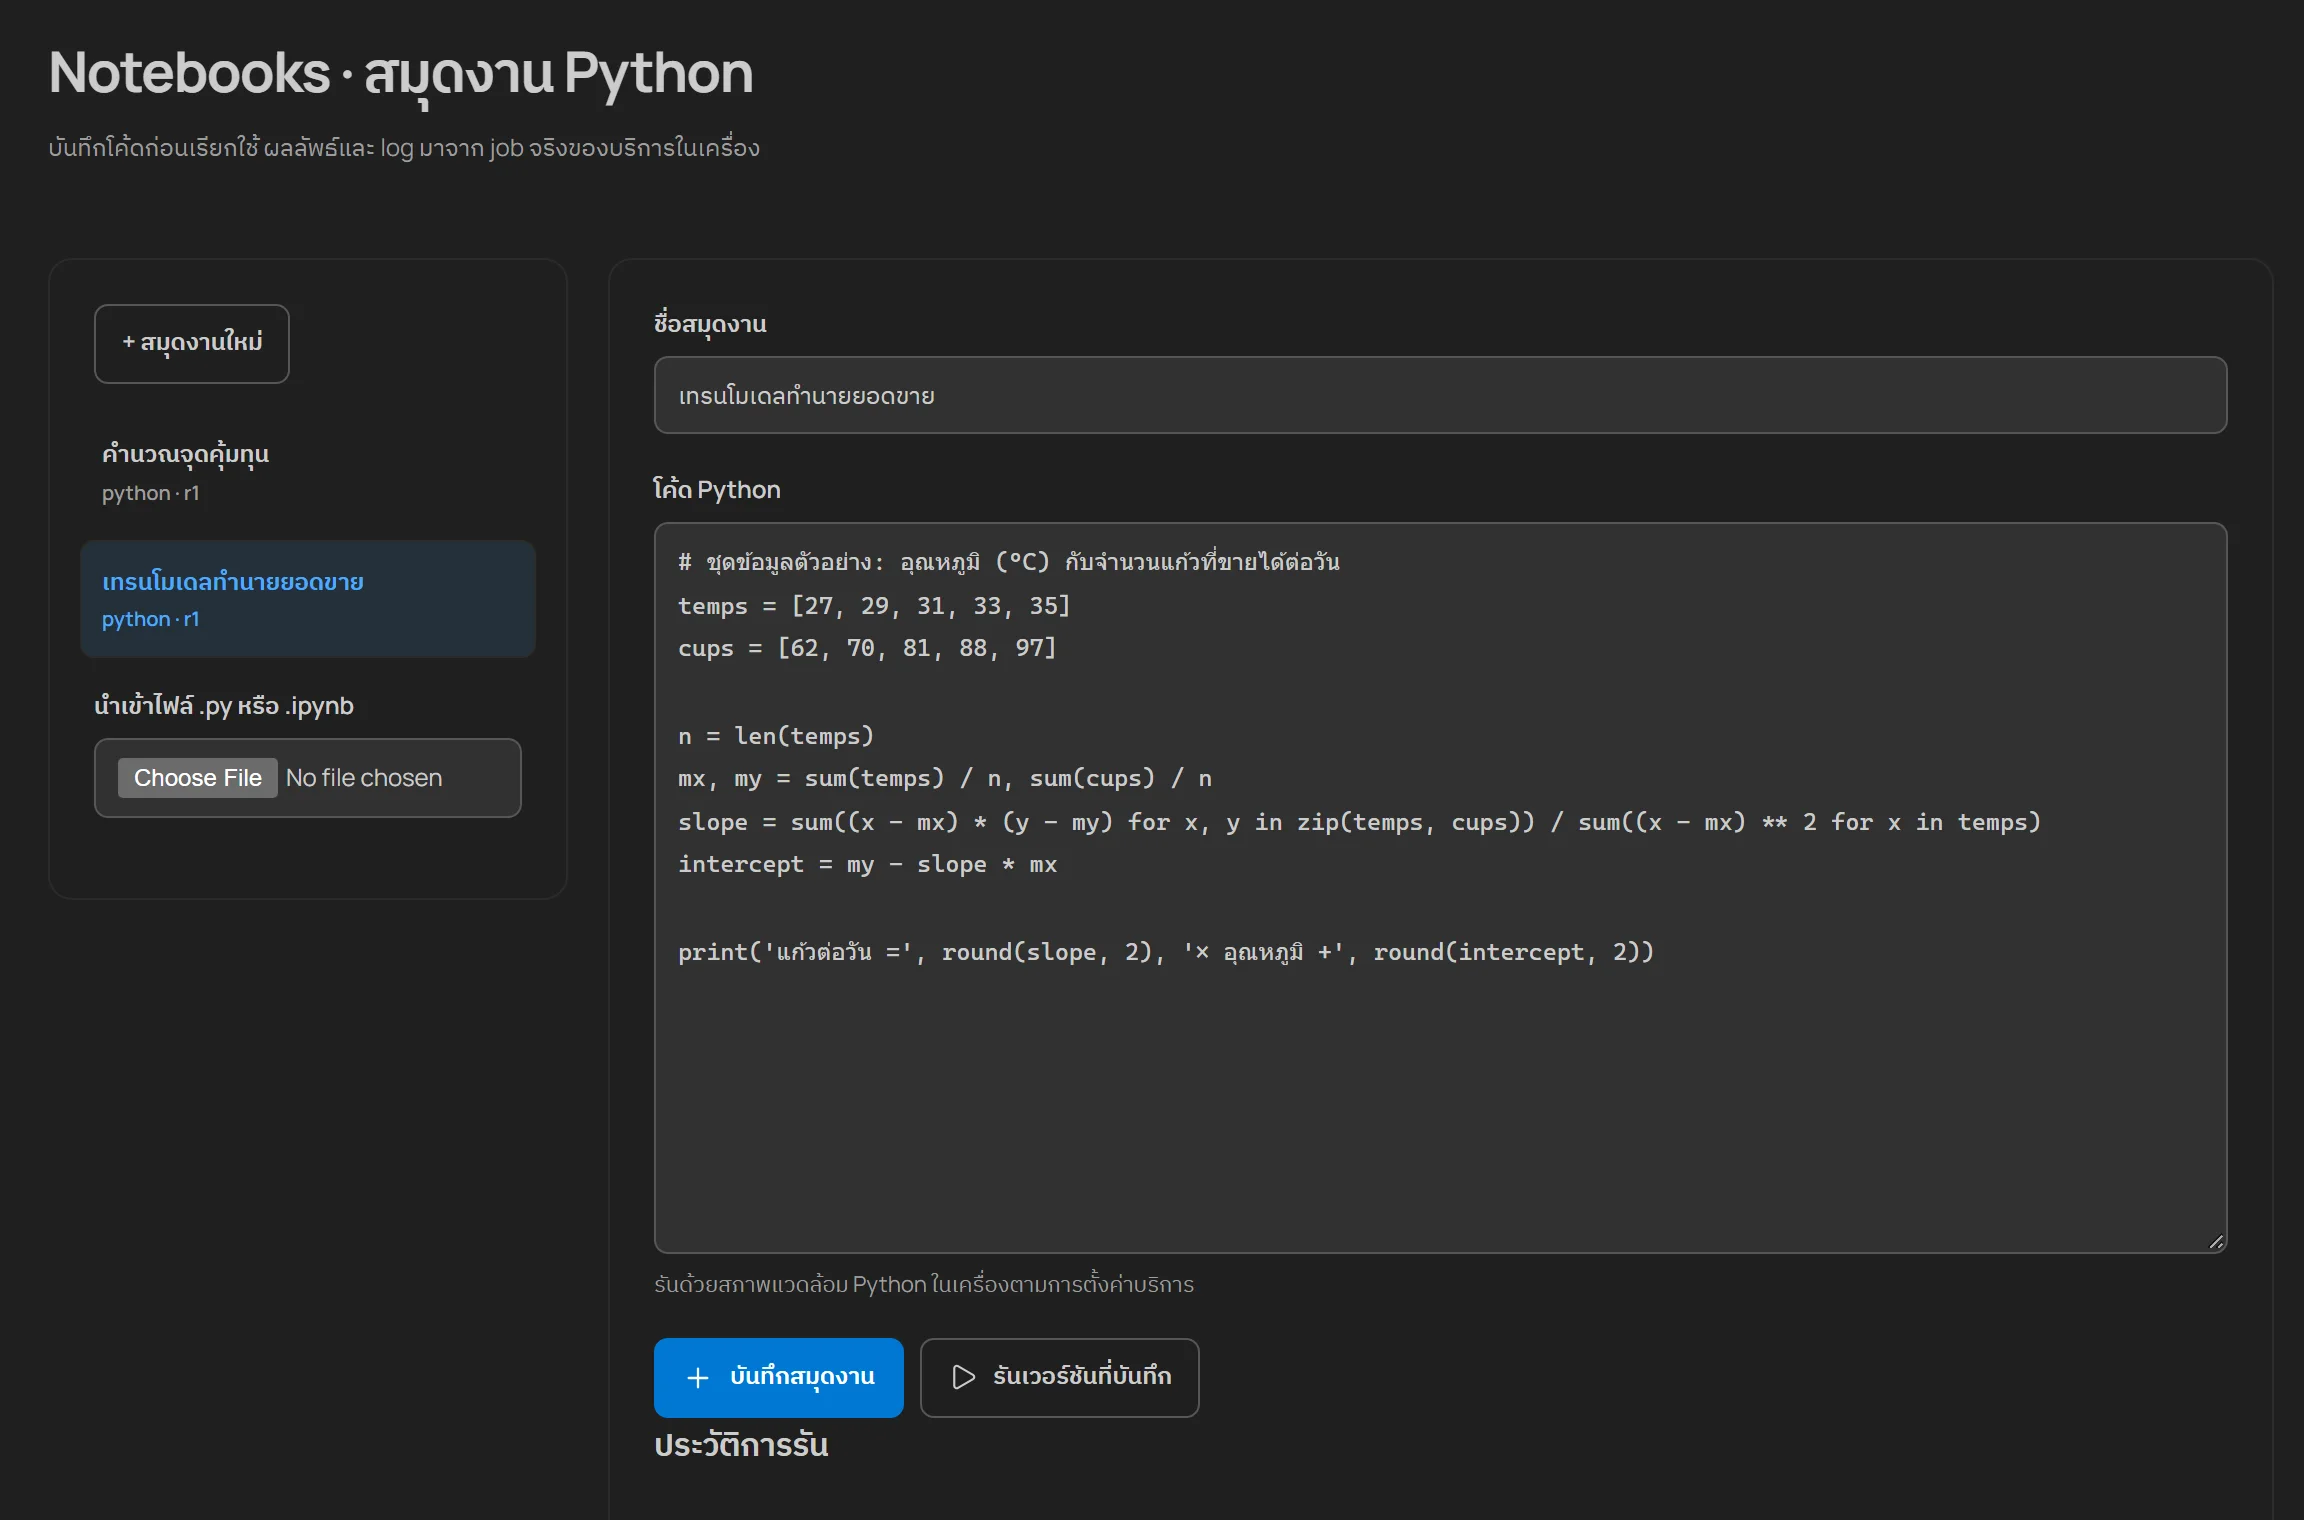 Notebooks · สมุดงาน Python
บันทึกโค้ดก่อนเรียกใช้ ผลลัพธ์และ log มาจาก job จริงของบริการในเครื่อง
+ สมุดงานใหม่
คำนวณจุดคุ้มทุน
python · r1
เทรนโมเดลทำนายยอดขาย
python · r1
นำเข้าไฟล์ .py หรือ .ipynb
Choose File No file chosen
ชื่อสมุดงาน
เทรนโมเดลทำนายยอดขาย
โค้ด Python
# ชุดข้อมูลตัวอย่าง: อุณหภูมิ (°C) กับจำนวนแก้วที่ขายได้ต่อวัน
temps = [27, 29, 31, 33, 35]
cups = [62, 70, 81, 88, 97]
n = len(temps)
mx, my = sum(temps) / n, sum(cups) / n
slope = sum((x - mx) * (y - my) for x, y in zip(temps, cups)) / sum((x - mx) ** 2 for x in temps)
intercept = my - slope * mx
print('แก้วต่อวัน =', round(slope, 2), '× อุณหภูมิ +', round(intercept, 2))
รันด้วยสภาพแวดล้อม Python ในเครื่องตามการตั้งค่าบริการ
+ บันทึกสมุดงาน
รันเวอร์ชันที่บันทึก
ประวัติการรัน